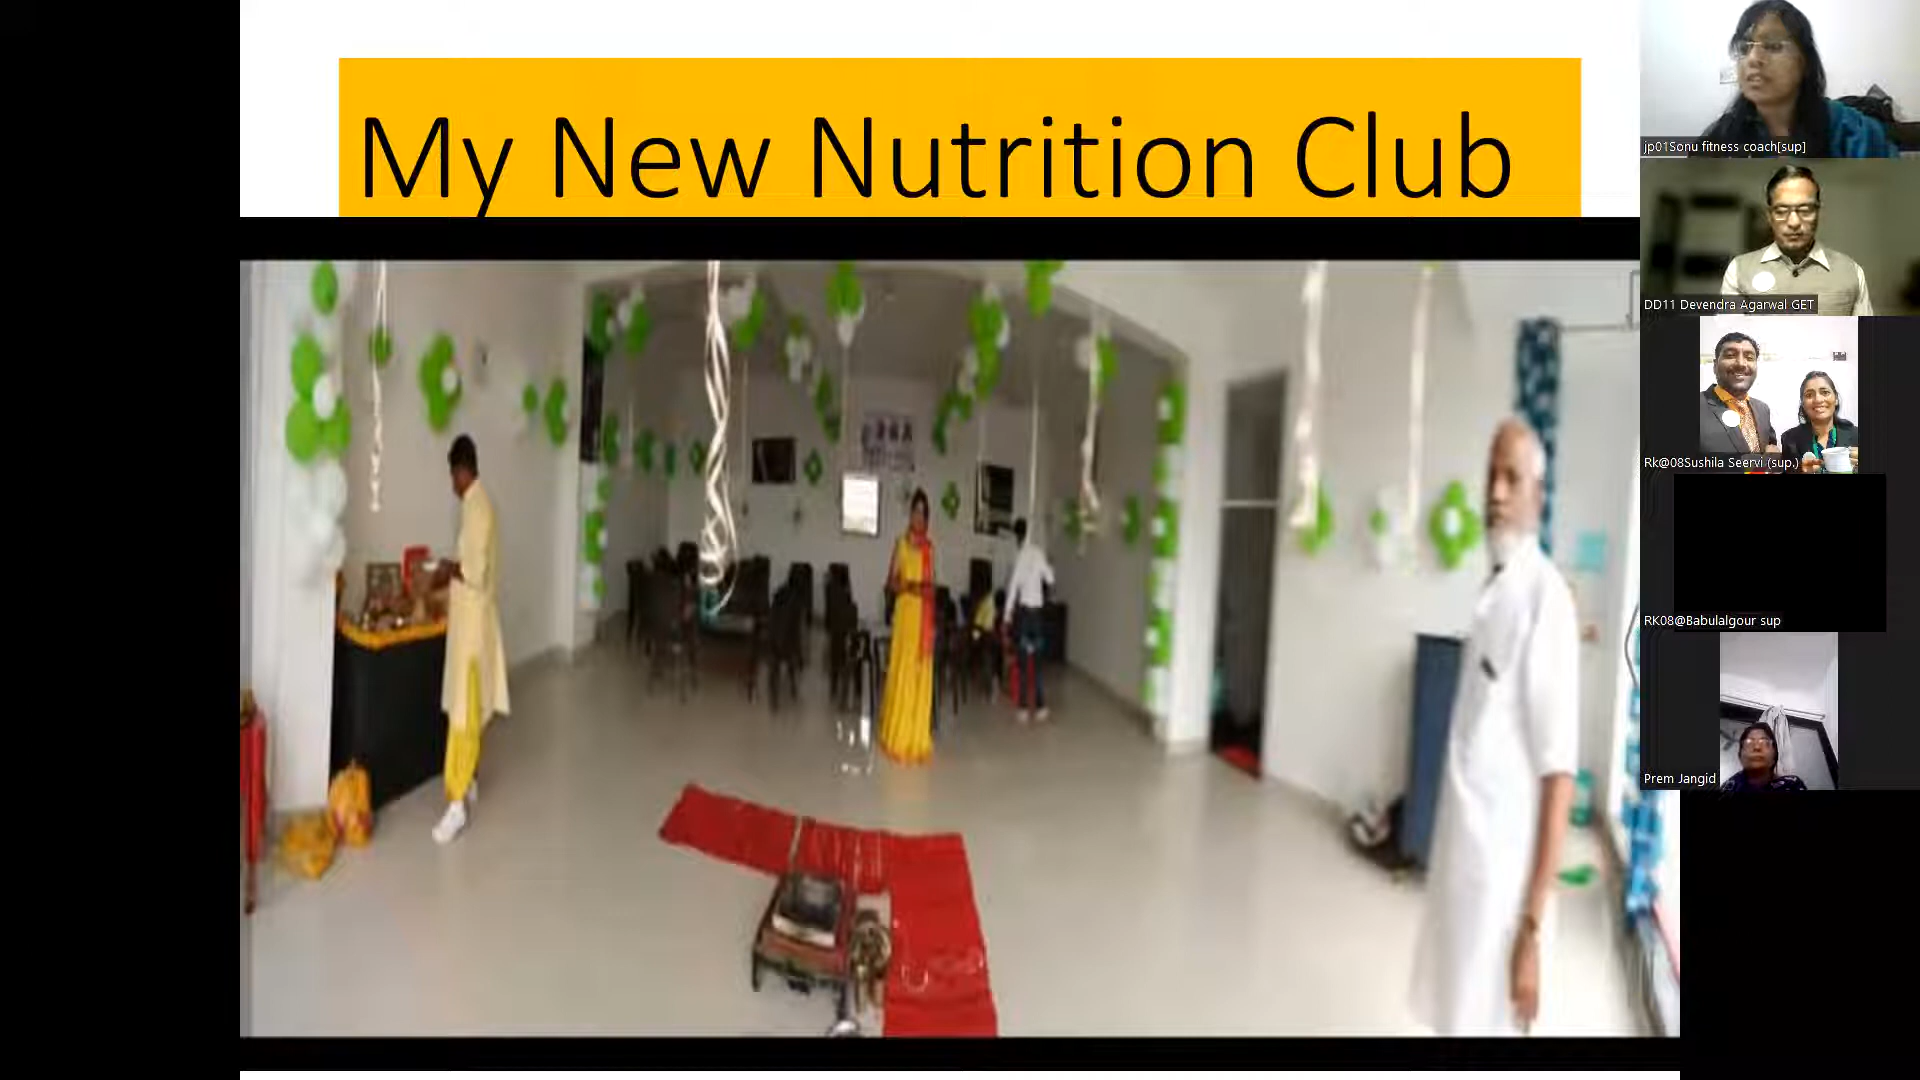 My New Nutrition Club
jp01Sonu fitness coach[sup]
DD11 Devendra Agarwal GET
Rk@08Sushila Seervi (sup.)
RK08@Babulalgour sup
Prem Jangid